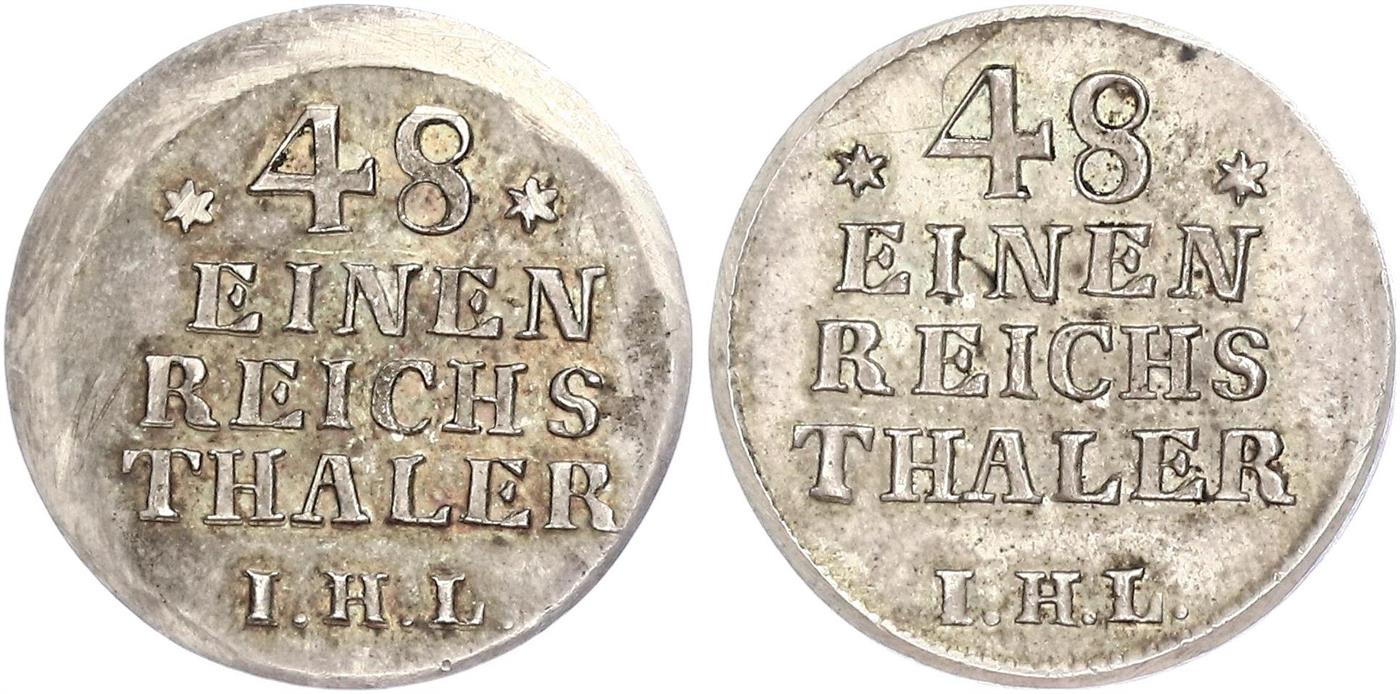 * 48 *
EINEN
REICHS
THALER
I.H.L.
* 48 *
EINEN
REICHS
THALER
I.H.L.